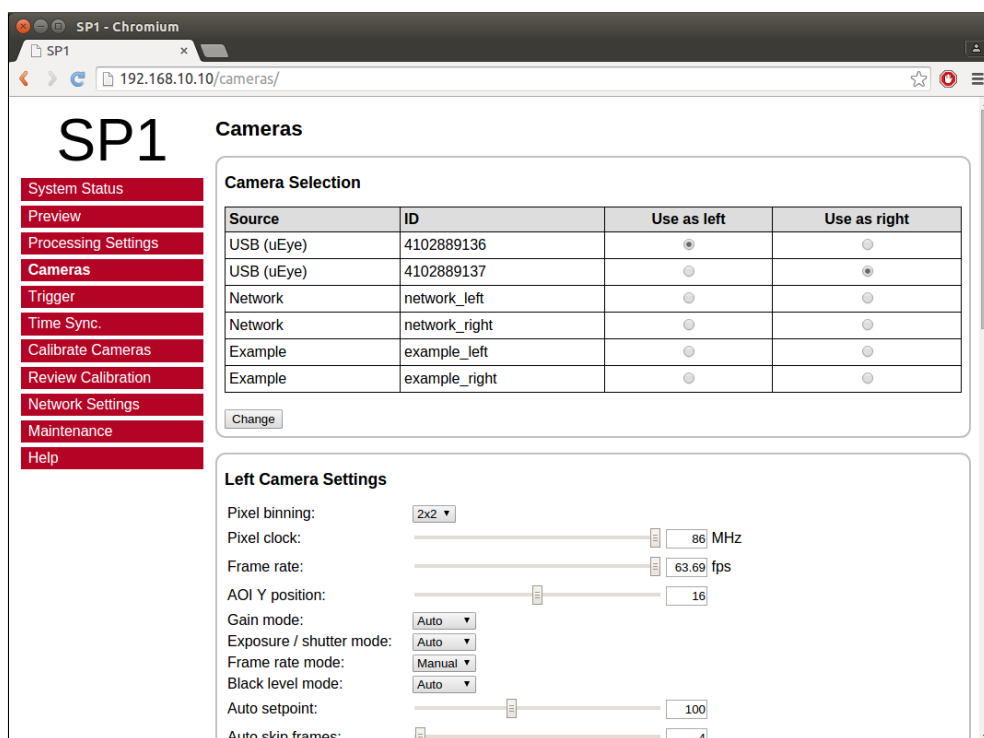 SP1 - Chromium
SP1 ×
192.168.10.10/cameras/
SP1
System Status
Preview
Processing Settings
Cameras
Trigger
Time Sync.
Calibrate Cameras
Review Calibration
Network Settings
Maintenance
Help
Cameras
Camera Selection
Source ID Use as left Use as right
USB (uEye) 4102889136
USB (uEye) 4102889137
Network network_left
Network network_right
Example example_left
Example example_right
Change
Left Camera Settings
Pixel binning: 2x2
Pixel clock: 86 MHz
Frame rate: 63.69 fps
AOI Y position: 16
Gain mode: Auto
Exposure / shutter mode: Auto
Frame rate mode: Manual
Black level mode: Auto
Auto setpoint: 100
Auto skip frames: 4